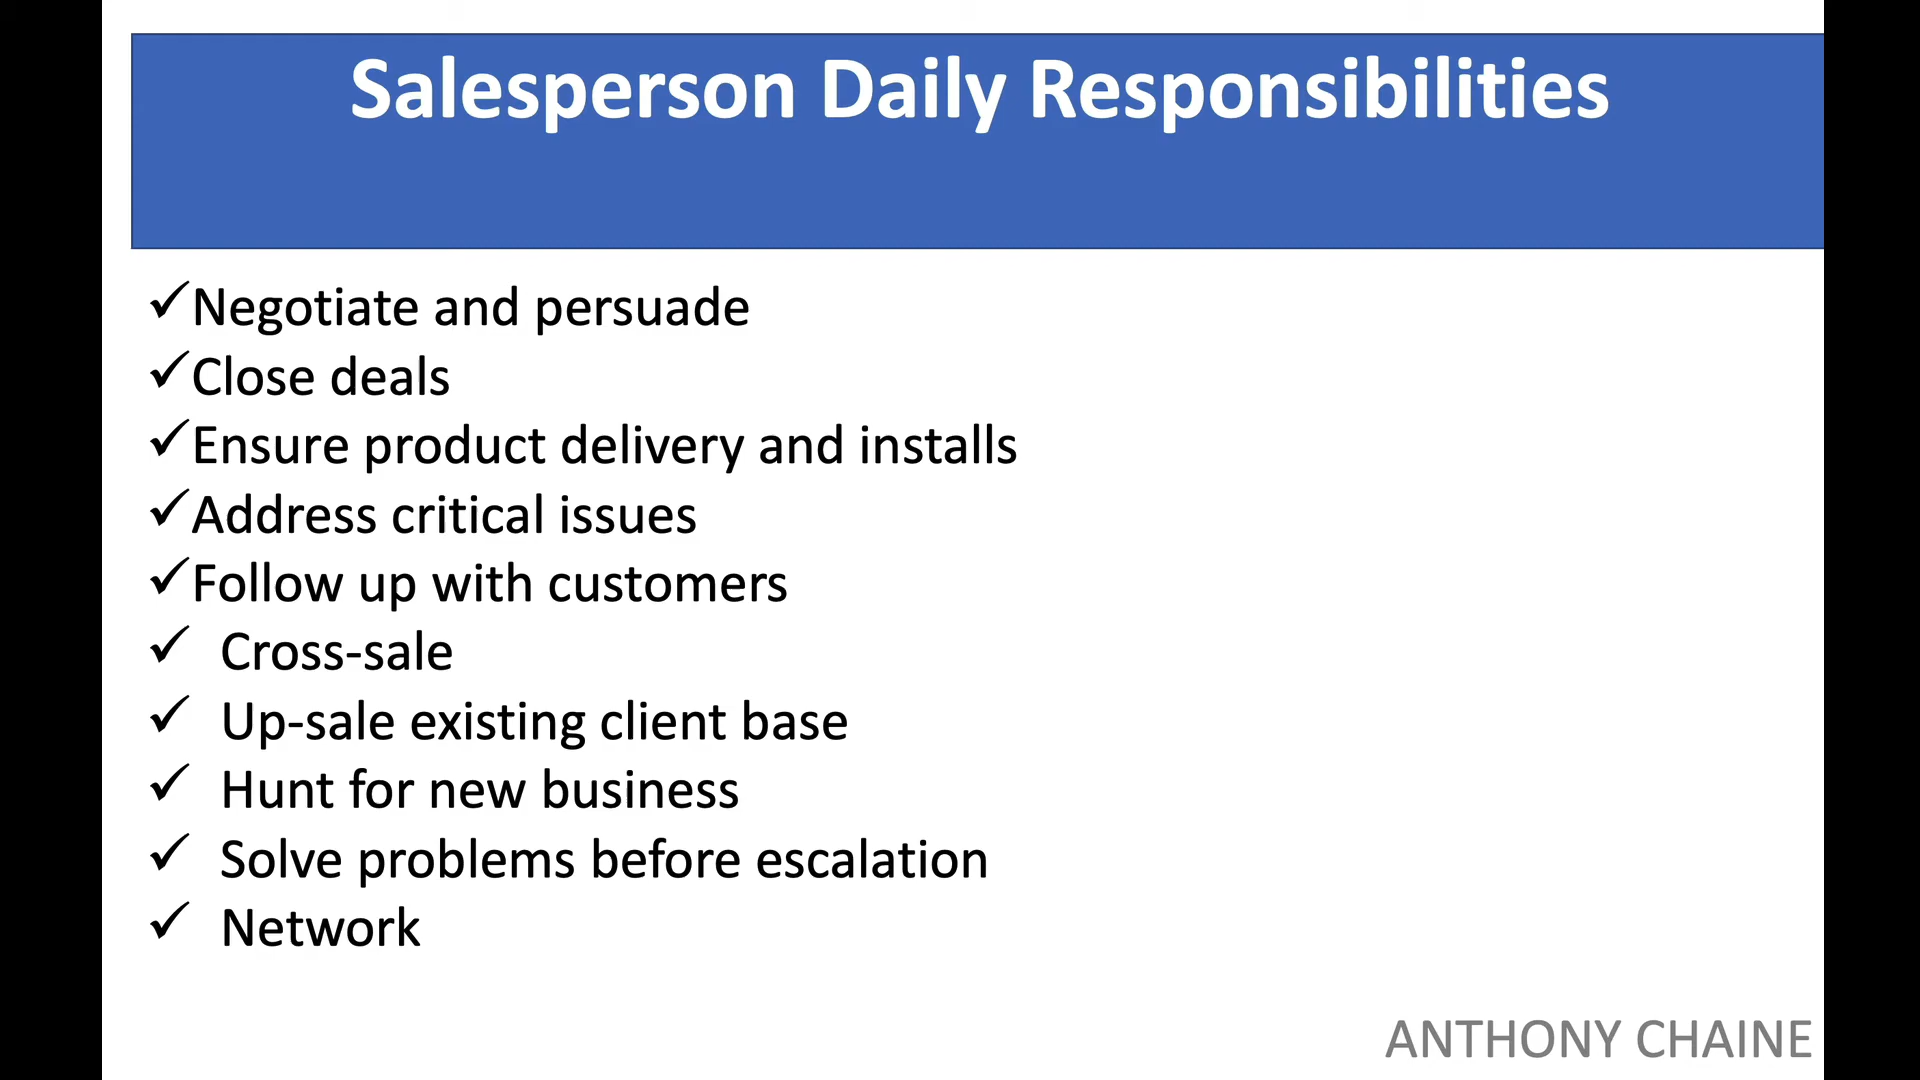 Salesperson Daily Responsibilities
✓Negotiate and persuade
✓Close deals
✓Ensure product delivery and installs
✓Address critical issues
✓Follow up with customers
✓ Cross-sale
✓ Up-sale existing client base
✓ Hunt for new business
✓ Solve problems before escalation
✓ Network
ANTHONY CHAINE